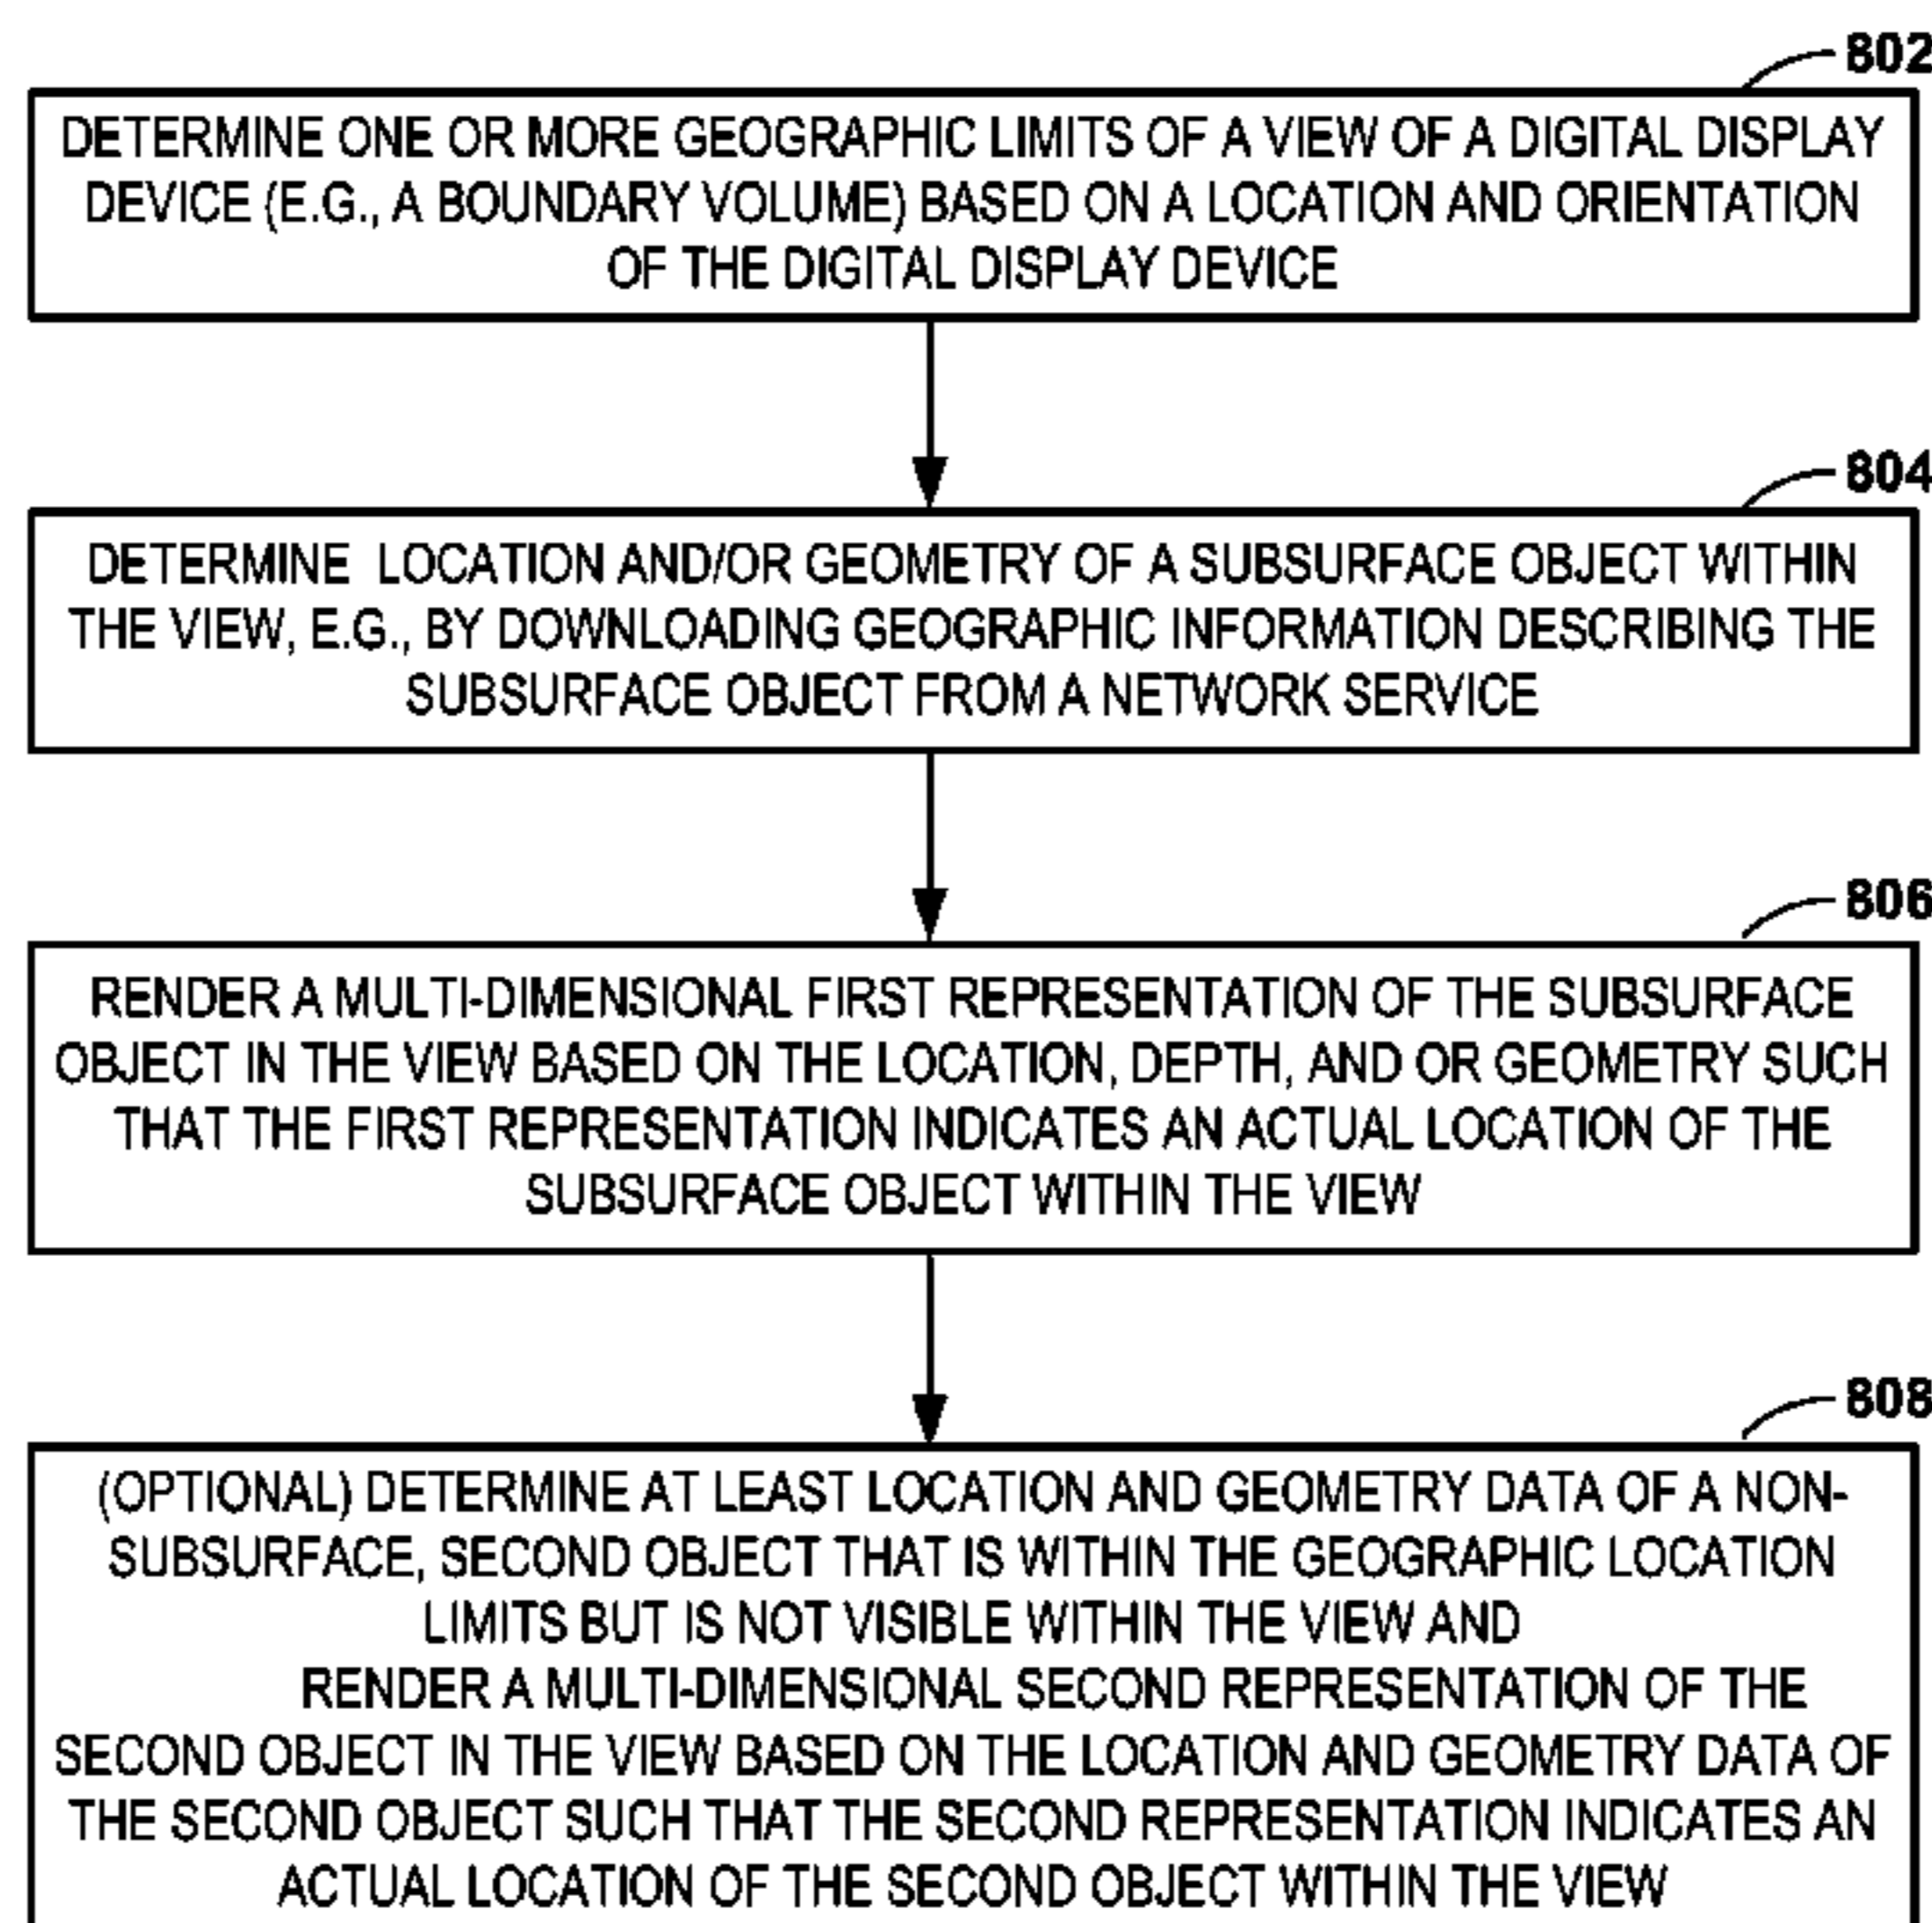 802
DETERMINE ONE OR MORE GEOGRAPHIC LIMITS OF A VIEW OF A DIGITAL DISPLAY
DEVICE (E.G., A BOUNDARY VOLUME) BASED ON A LOCATION AND ORIENTATION
OF THE DIGITAL DISPLAY DEVICE
804
DETERMINE LOCATION AND/OR GEOMETRY OF A SUBSURFACE OBJECT WITHIN
THE VIEW, E.G., BY DOWNLOADING GEOGRAPHIC INFORMATION DESCRIBING THE
SUBSURFACE OBJECT FROM A NETWORK SERVICE
806
RENDER A MULTI-DIMENSIONAL FIRST REPRESENTATION OF THE SUBSURFACE
OBJECT IN THE VIEW BASED ON THE LOCATION, DEPTH, AND OR GEOMETRY SUCH
THAT THE FIRST REPRESENTATION INDICATES AN ACTUAL LOCATION OF THE
SUBSURFACE OBJECT WITHIN THE VIEW
808
(OPTIONAL) DETERMINE AT LEAST LOCATION AND GEOMETRY DATA OF A NON-
SUBSURFACE, SECOND OBJECT THAT IS WITHIN THE GEOGRAPHIC LOCATION
LIMITS BUT IS NOT VISIBLE WITHIN THE VIEW AND
RENDER A MULTI-DIMENSIONAL SECOND REPRESENTATION OF THE
SECOND OBJECT IN THE VIEW BASED ON THE LOCATION AND GEOMETRY DATA OF
THE SECOND OBJECT SUCH THAT THE SECOND REPRESENTATION INDICATES AN
ACTUAL LOCATION OF THE SECOND OBJECT WITHIN THE VIEW